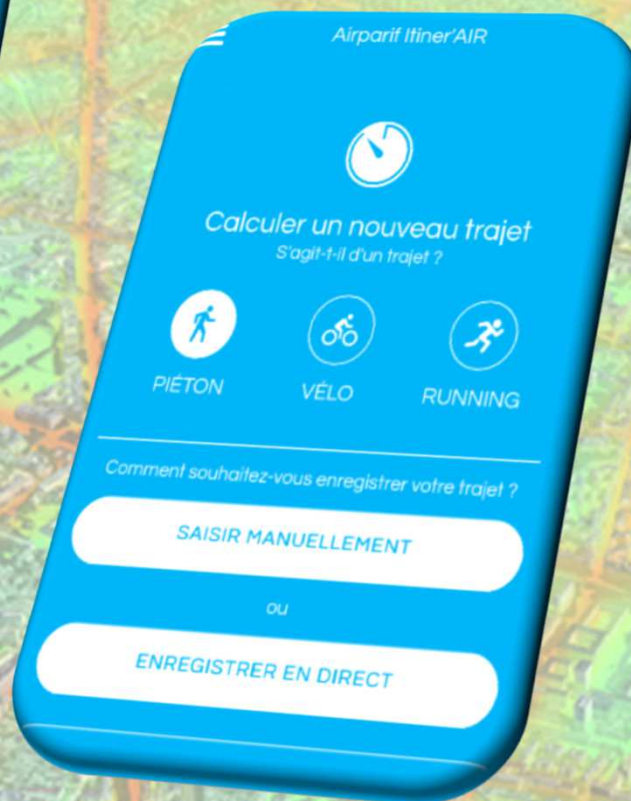 Airparif Itiner'AIR
Calculer un nouveau trajet
S'agit-t-il d'un trajet ?
PIÉTON VÉLO RUNNING
Comment souhaitez-vous enregistrer votre trajet ?
SAISIR MANUELLEMENT
ou
ENREGISTRER EN DIRECT